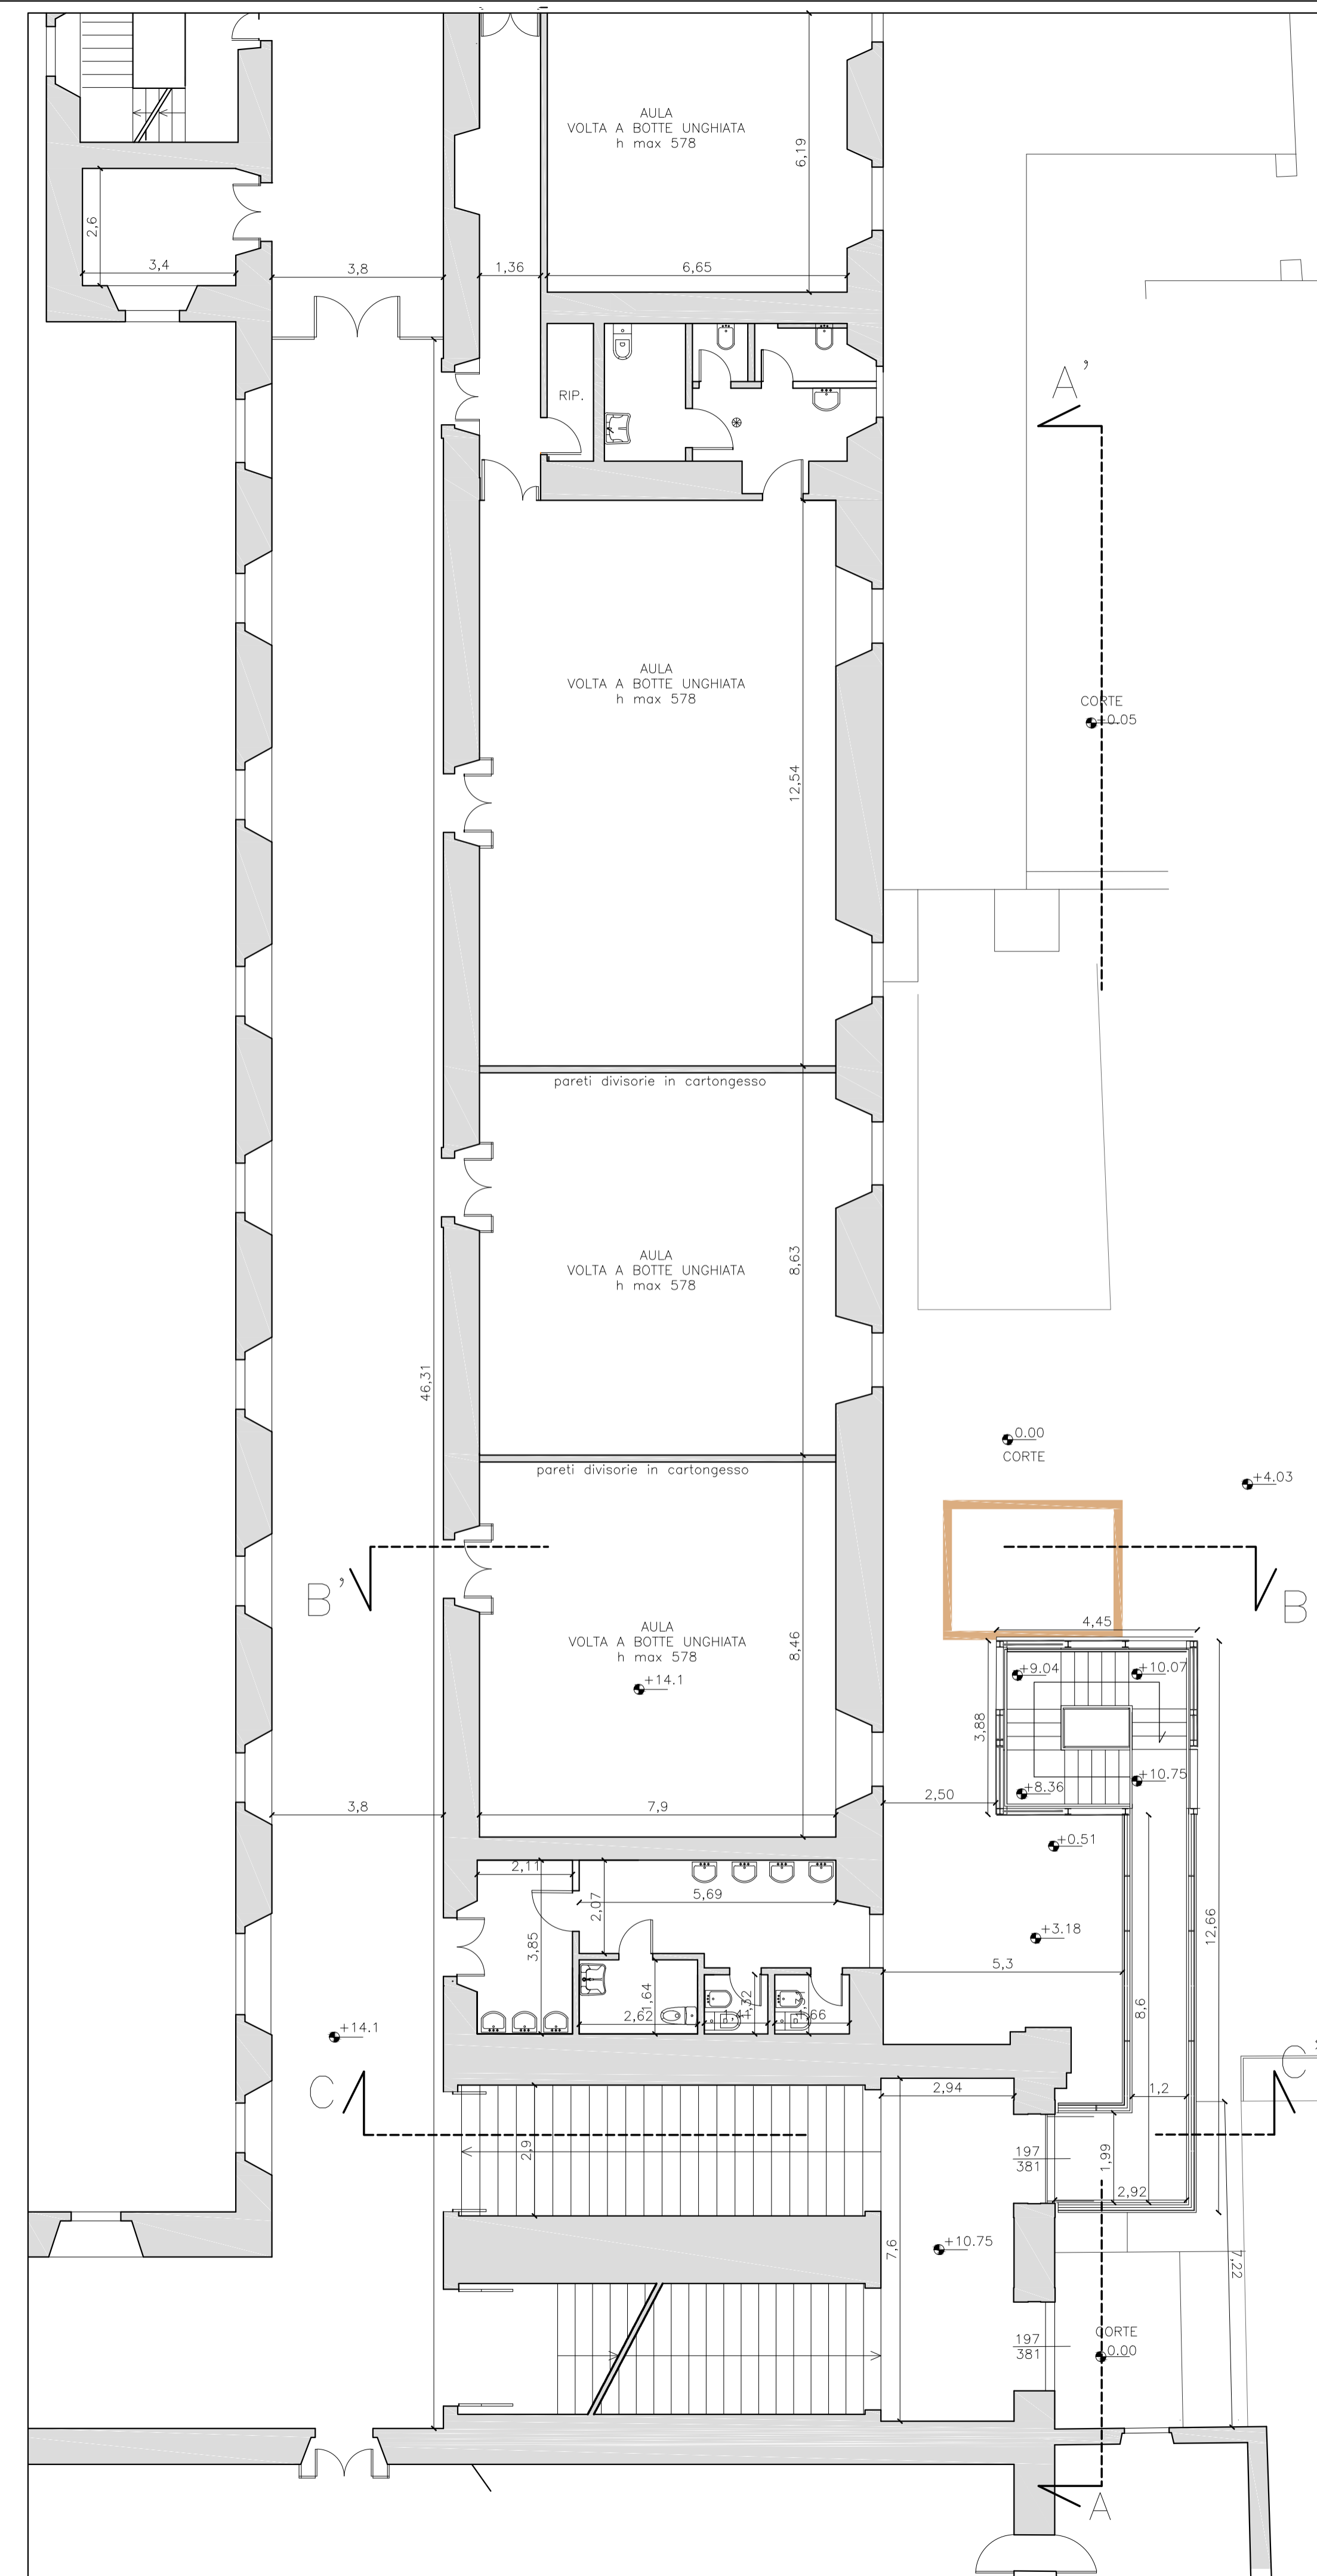 AULA
VOLTA A BOTTE UNGHIATA
h max 578
6,19
2,6
3,4
3,8
1,36
6,65
RIP.
A'
AULA
VOLTA A BOTTE UNGHIATA
h max 578
CORTE
+0.05
12,54
pareti divisorie in cartongesso
AULA
VOLTA A BOTTE UNGHIATA
h max 578
8,63
46,31
0.00
CORTE
pareti divisorie in cartongesso
+4.03
B'
B
AULA
VOLTA A BOTTE UNGHIATA
h max 578
8,46
+14.1
4,45
+9.04
+10.07
3,88
+10.75
+8.36
2,50
3,8
7,9
+0.51
2,11
5,69
2,07
3,85
12,66
+3.18
5,3
1,64
2,62
1,32
1,66
8,6
+14.1
C
C'
2,94
1,2
2,9
197
381
1,99
2,92
7,6
+10.75
7,22
197
381
CORTE
0.00
A